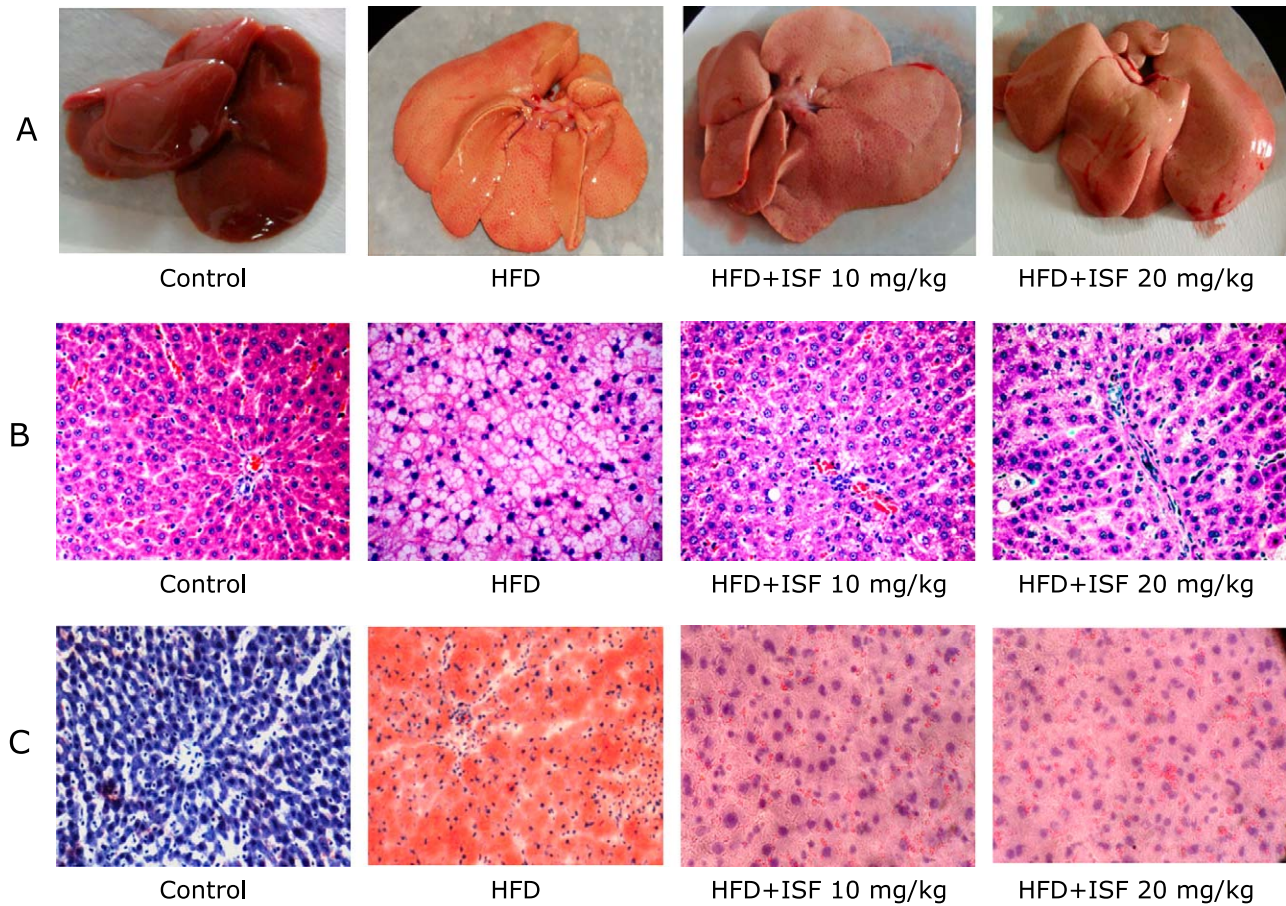 A
Control HFD HFD+ISF 10 mg/kg HFD+ISF 20 mg/kg
B
Control HFD HFD+ISF 10 mg/kg HFD+ISF 20 mg/kg
C
Control HFD HFD+ISF 10 mg/kg HFD+ISF 20 mg/kg